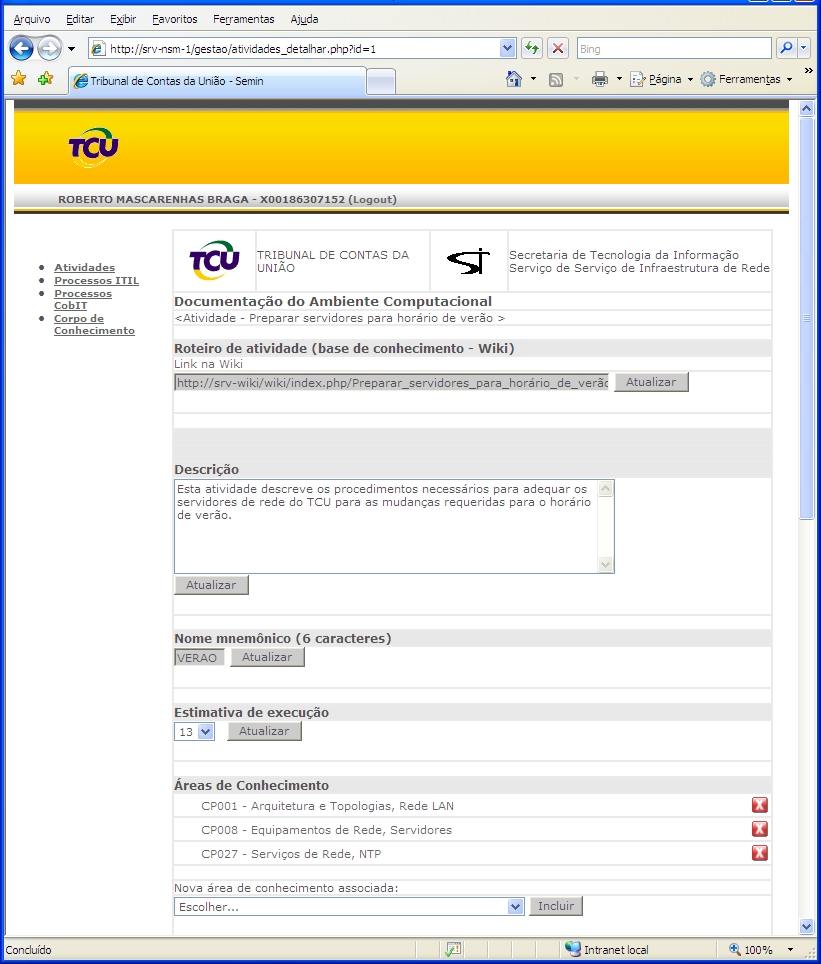 Arquivo Editar Exibir Favoritos Ferramentas Ajuda
http://srv-nsm-1/gestao/atividades_detalhar.php?id=1
Bing
Tribunal de Contas da União - Semin
Página Ferramentas »
TCU
ROBERTO MASCARENHAS BRAGA - X00186307152 (Logout)
Atividades
Processos ITIL
Processos
CobIT
Corpo de
Conhecimento
TCU
TRIBUNAL DE CONTAS DA
UNIÃO
Secretaria de Tecnologia da Informação
Serviço de Serviço de Infraestrutura de Rede
Documentação do Ambiente Computacional
<Atividade - Preparar servidores para horário de verão >
Roteiro de atividade (base de conhecimento - Wiki)
Link na Wiki
http://srv-wiki/wiki/index.php/Preparar_servidores_para_horário_de_verão Atualizar
Descrição
Esta atividade descreve os procedimentos necessários para adequar os
servidores de rede do TCU para as mudanças requeridas para o horário
de verão.
Atualizar
Nome mnemônico (6 caracteres)
VERAO Atualizar
Estimativa de execução
13 Atualizar
Áreas de Conhecimento
CP001 - Arquitetura e Topologias, Rede LAN X
CP008 - Equipamentos de Rede, Servidores X
CP027 - Serviços de Rede, NTP X
Nova área de conhecimento associada:
Escolher... Incluir
Concluído Intranet local 100%